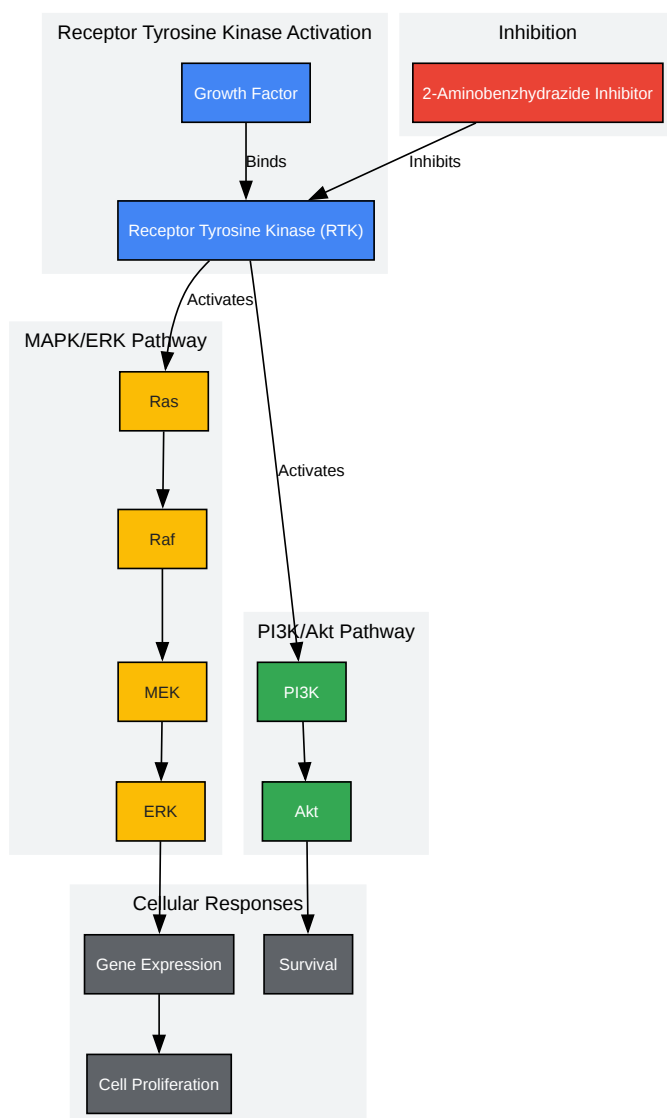 Receptor Tyrosine Kinase Activation
Inhibition
Growth Factor
2-Aminobenzhydrazide Inhibitor
Binds
Inhibits
Receptor Tyrosine Kinase (RTK)
Activates
MAPK/ERK Pathway
Ras
Activates
Raf
PI3K/Akt Pathway
MEK
PI3K
ERK
Akt
Cellular Responses
Gene Expression
Survival
Cell Proliferation